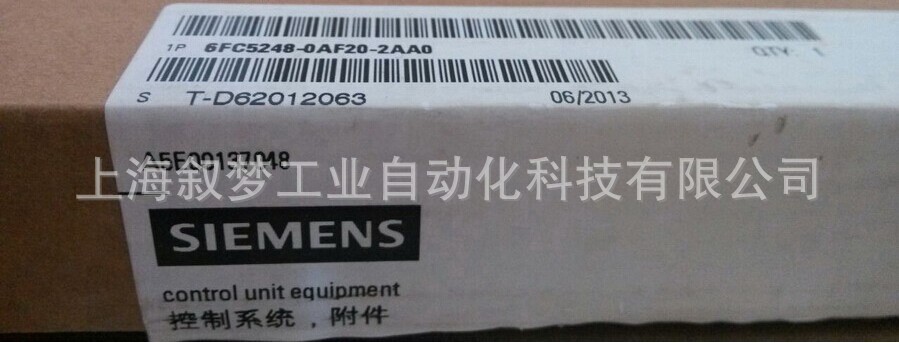 1P 6FC5248-0AF20-2AA0 QTY: 1
S T-D62012063 06/2013
A5E00137048
上海叙梦工业自动化科技有限公司
SIEMENS
control unit equipment
控制系统，附件